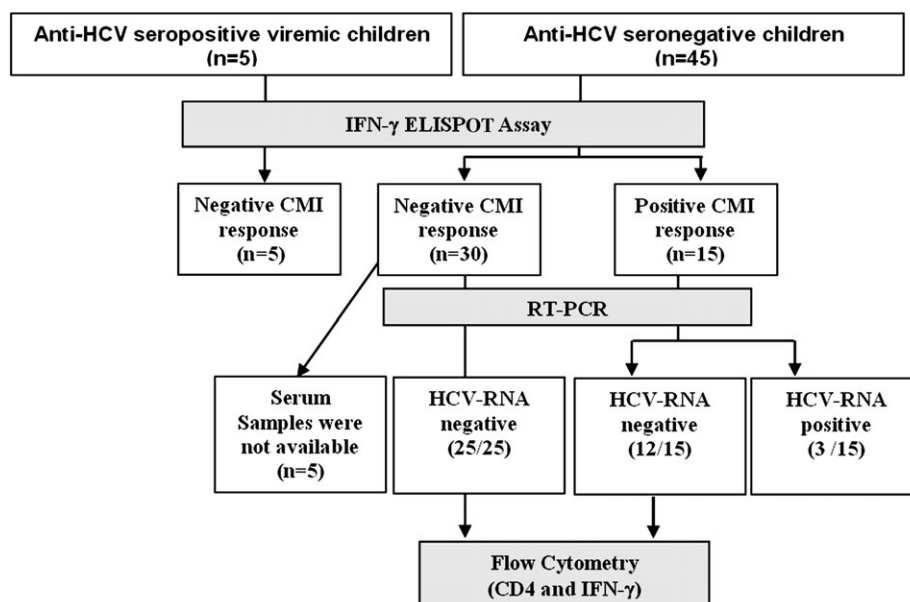 Anti-HCV seropositive viremic children
(n=5)
Anti-HCV seronegative children
(n=45)
IFN-γ ELISPOT Assay
Negative CMI
response
(n=5)
Negative CMI
response
(n=30)
Positive CMI
response
(n=15)
RT-PCR
Serum
Samples were
not available
(n=5)
HCV-RNA
negative
(25/25)
HCV-RNA
negative
(12/15)
HCV-RNA
positive
(3 /15)
Flow Cytometry
(CD4 and IFN-γ)